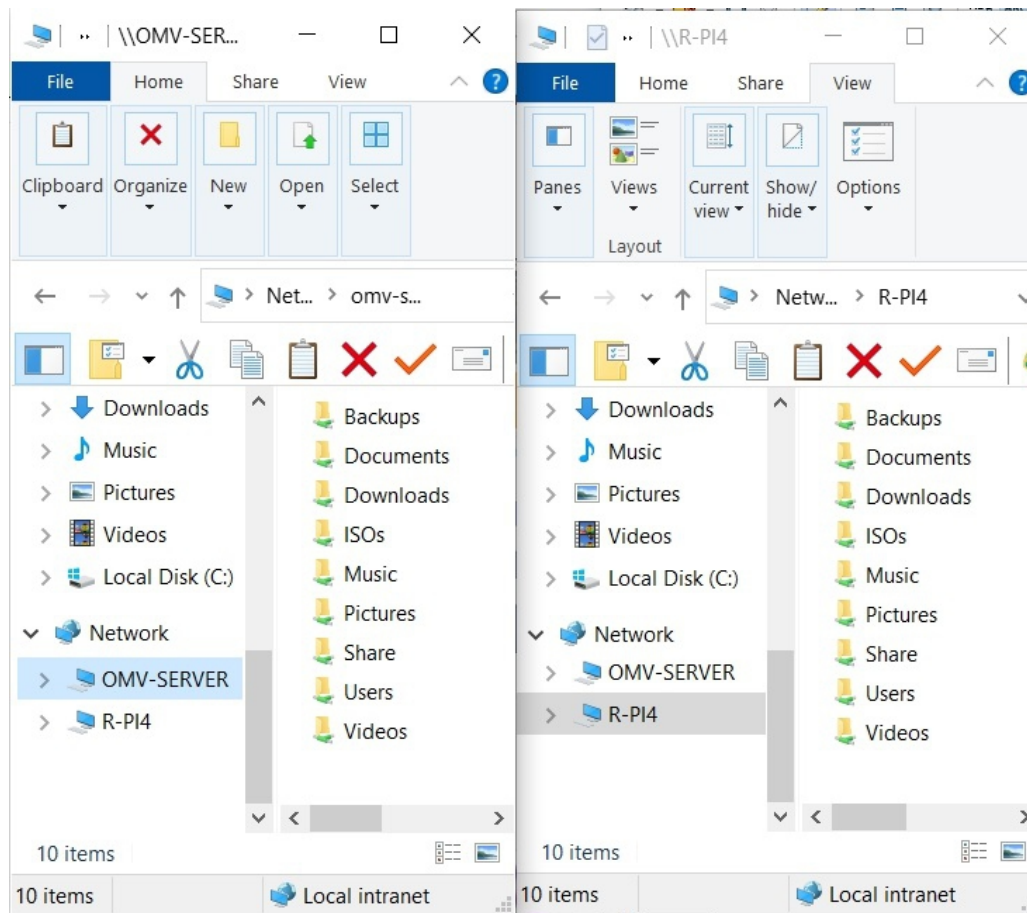 \\OMV-SER...
File Home Share View
Clipboard Organize New Open Select
Net... omv-s...
Downloads
Music
Pictures
Videos
Local Disk (C:)
Network
OMV-SERVER
R-PI4
Backups
Documents
Downloads
ISOs
Music
Pictures
Share
Users
Videos
10 items
10 items Local intranet
\\R-PI4
File Home Share View
Panes Views Current view Show/ hide Options
Layout
Netw... R-PI4
Downloads
Music
Pictures
Videos
Local Disk (C:)
Network
OMV-SERVER
R-PI4
Backups
Documents
Downloads
ISOs
Music
Pictures
Share
Users
Videos
10 items
10 items Local intranet